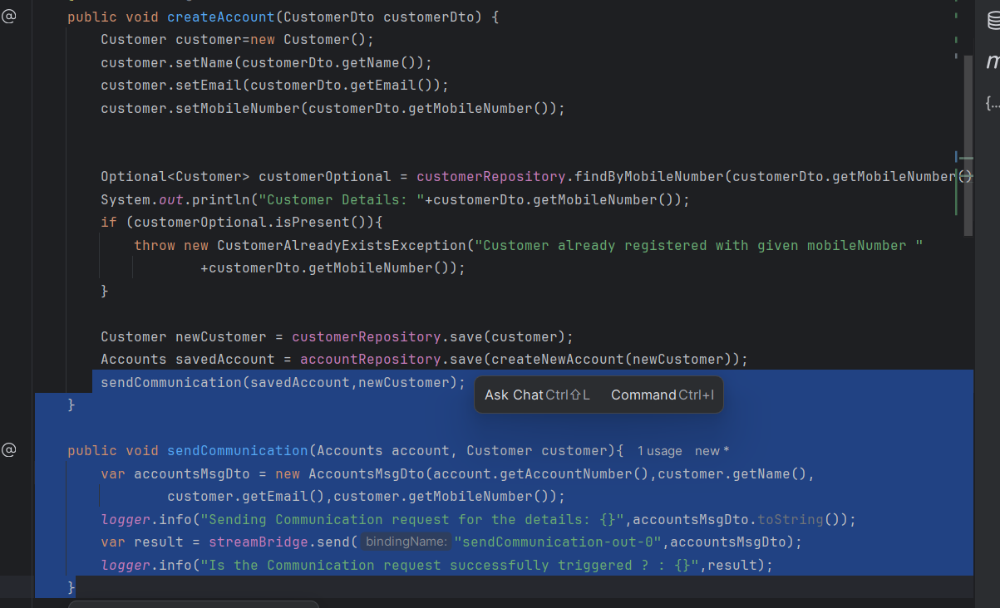 public void createAccount(CustomerDto customerDto) {
Customer customer=new Customer();
customer.setName(customerDto.getName());
customer.setEmail(customerDto.getEmail());
customer.setMobileNumber(customerDto.getMobileNumber());
Optional<Customer> customerOptional = customerRepository.findByMobileNumber(customerDto.getMobileNumber()
System.out.println("Customer Details: "+customerDto.getMobileNumber());
if (customerOptional.isPresent()){
throw new CustomerAlreadyExistsException("Customer already registered with given mobileNumber "
+customerDto.getMobileNumber());
}
Customer newCustomer = customerRepository.save(customer);
Accounts savedAccount = accountRepository.save(createNewAccount(newCustomer));
sendCommunication(savedAccount,newCustomer);
Ask Chat Ctrl⇧L Command Ctrl+I
}
public void sendCommunication(Accounts account, Customer customer){ 1 usage new *
var accountsMsgDto = new AccountsMsgDto(account.getAccountNumber(),customer.getName(),
customer.getEmail(),customer.getMobileNumber());
logger.info("Sending Communication request for the details: {}",accountsMsgDto.toString());
var result = streamBridge.send( bindingName: "sendCommunication-out-0",accountsMsgDto);
logger.info("Is the Communication request successfully triggered ? : {}",result);
}